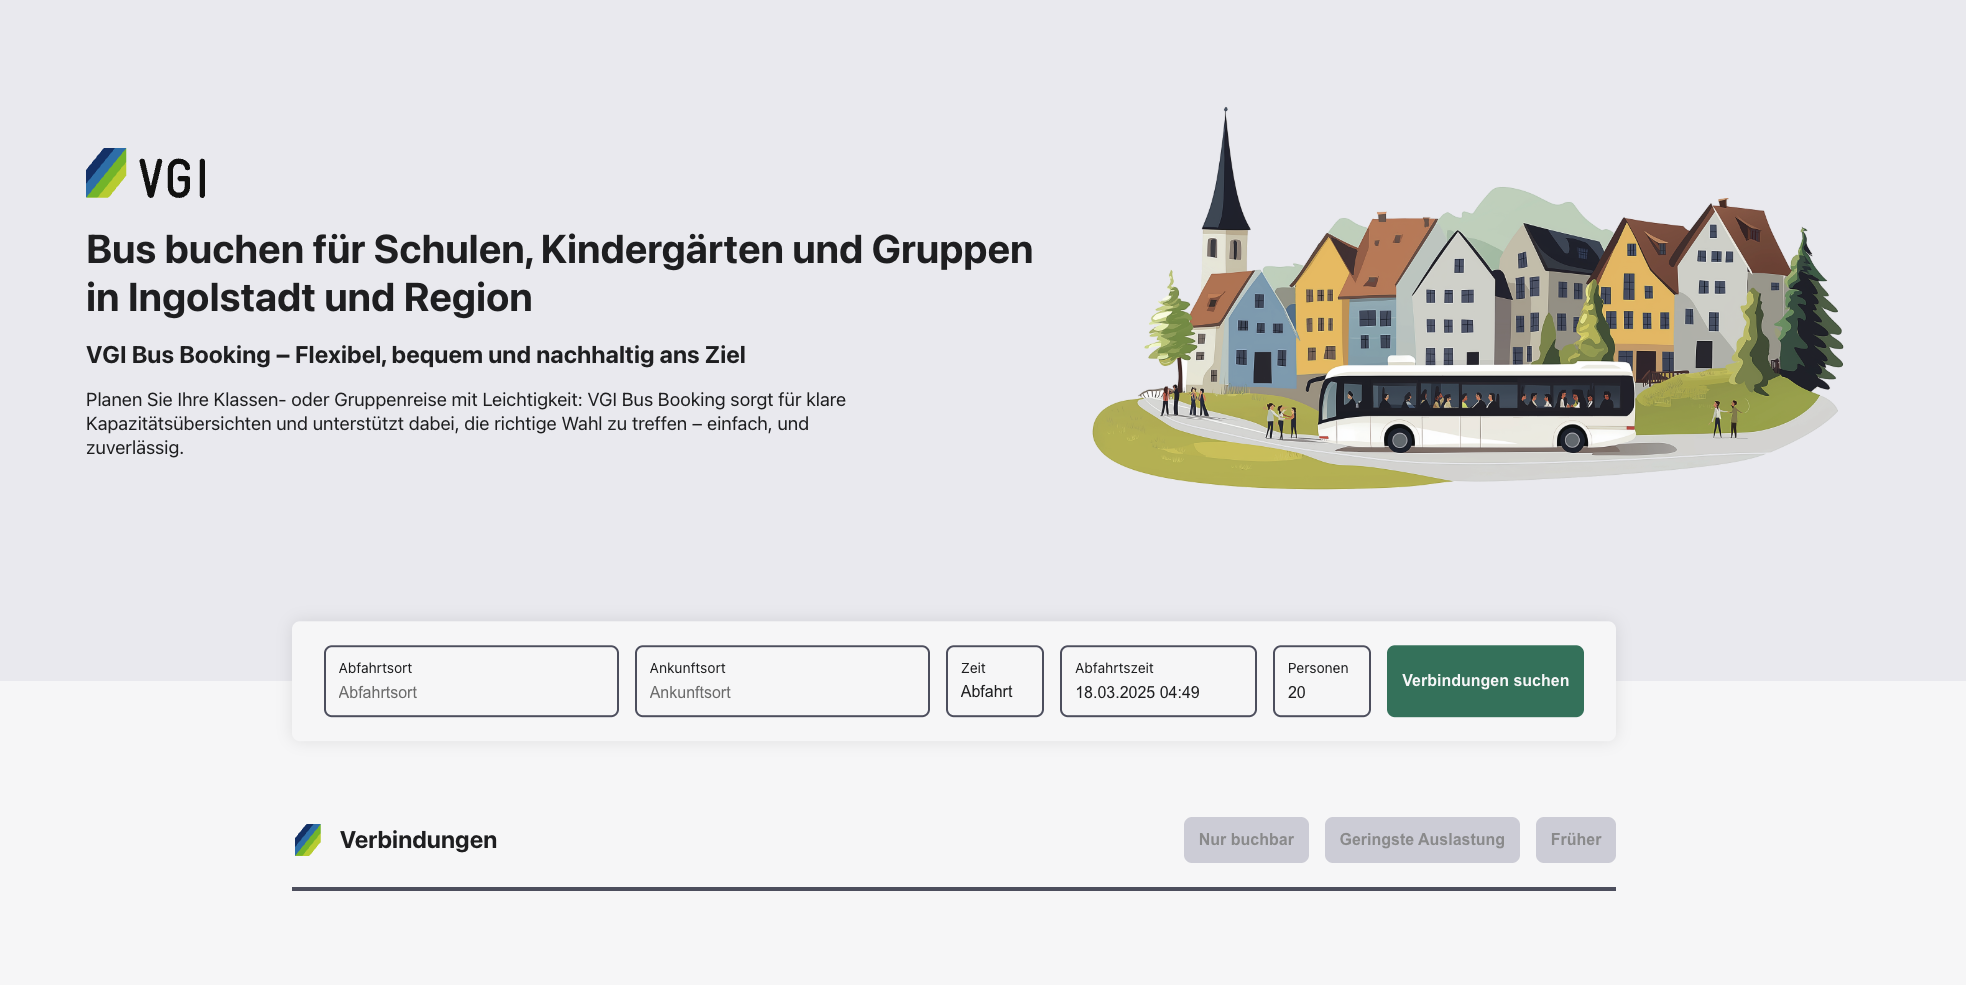 VGI
Bus buchen für Schulen, Kindergärten und Gruppen
in Ingolstadt und Region
VGI Bus Booking – Flexibel, bequem und nachhaltig ans Ziel
Planen Sie Ihre Klassen- oder Gruppenreise mit Leichtigkeit: VGI Bus Booking sorgt für klare
Kapazitätsübersichten und unterstützt dabei, die richtige Wahl zu treffen – einfach, und
zuverlässig.
Abfahrtsort
Abfahrtsort
Ankunftsort
Ankunftsort
Zeit
Abfahrt
Abfahrtszeit
18.03.2025 04:49
Personen
20
Verbindungen suchen
Verbindungen
Nur buchbar
Geringste Auslastung
Früher